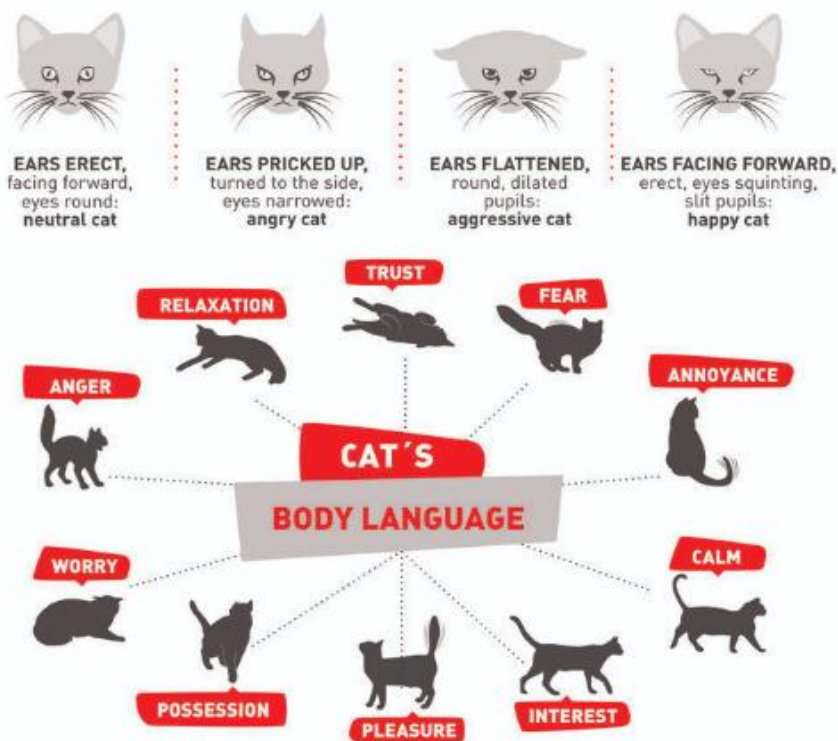 EARS ERECT,
facing forward,
eyes round:
neutral cat
EARS PRICKED UP,
turned to the side,
eyes narrowed:
angry cat
EARS FLATTENED,
round, dilated
pupils:
aggressive cat
EARS FACING FORWARD,
erect, eyes squinting,
slit pupils:
happy cat
TRUST
RELAXATION
FEAR
ANGER
ANNOYANCE
CAT´S
BODY LANGUAGE
WORRY
CALM
POSSESSION
PLEASURE
INTEREST